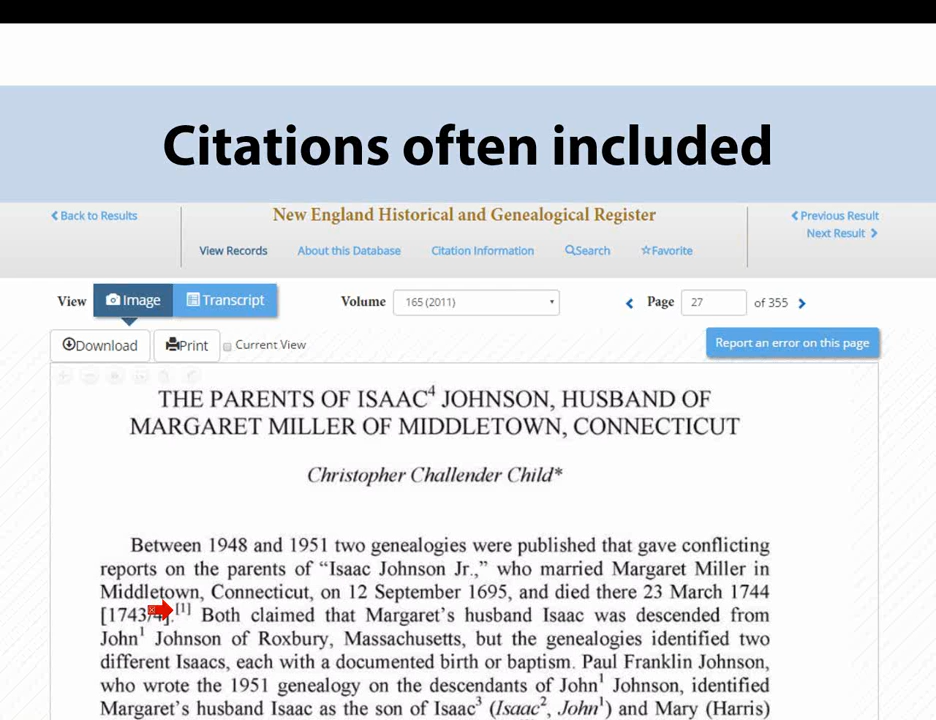 Citations often included
Back to Results
New England Historical and Genealogical Register
Previous Result
Next Result
View Records About this Database Citation Information Search Favorite
View Image Transcript Volume 165 (2011) Page 27 of 355
Download Print Current View Report an error on this page
THE PARENTS OF ISAAC⁴ JOHNSON, HUSBAND OF
MARGARET MILLER OF MIDDLETOWN, CONNECTICUT
Christopher Challender Child*
Between 1948 and 1951 two genealogies were published that gave conflicting
reports on the parents of “Isaac Johnson Jr.,” who married Margaret Miller in
Middletown, Connecticut, on 12 September 1695, and died there 23 March 1744
[1743/4].[1] Both claimed that Margaret’s husband Isaac was descended from
John¹ Johnson of Roxbury, Massachusetts, but the genealogies identified two
different Isaacs, each with a documented birth or baptism. Paul Franklin Johnson,
who wrote the 1951 genealogy on the descendants of John¹ Johnson, identified
Margaret’s husband Isaac as the son of Isaac³ (Isaac², John¹) and Mary (Harris)